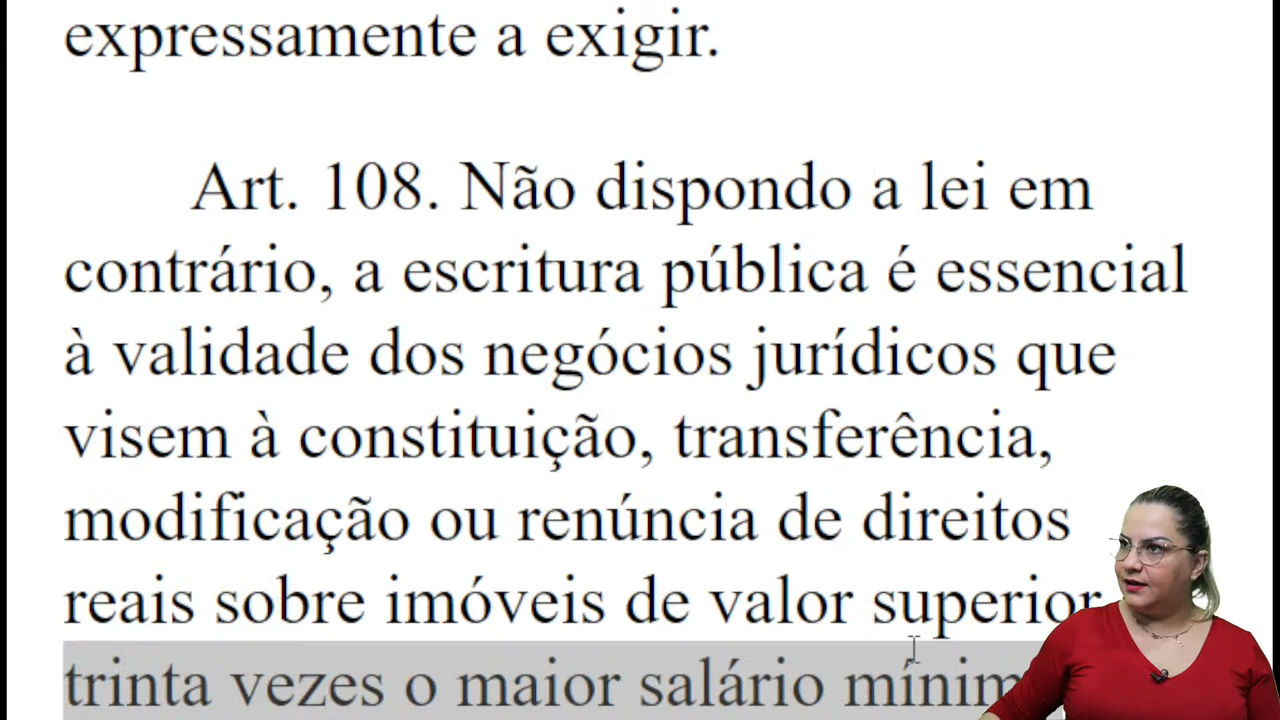 expressamente a exigir.
Art. 108. Não dispondo a lei em
contrário, a escritura pública é essencial
à validade dos negócios jurídicos que
visem à constituição, transferência,
modificação ou renúncia de direitos
reais sobre imóveis de valor superior
trinta vezes o maior salário